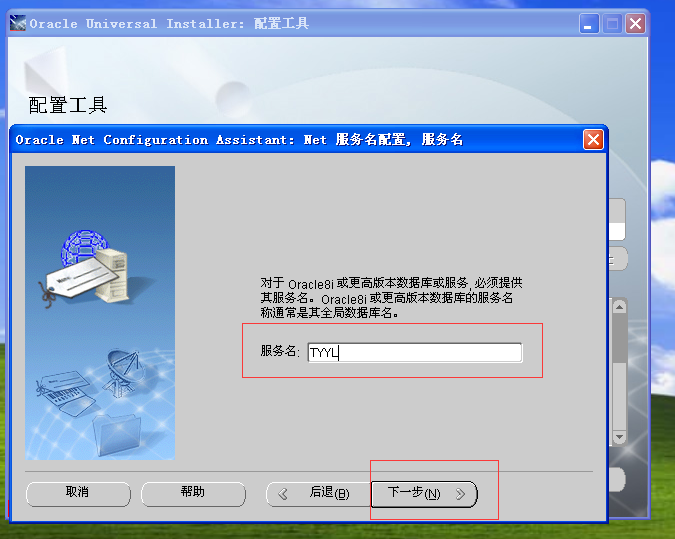 Oracle Universal Installer: 配置工具
配置工具
Oracle Net Configuration Assistant: Net 服务名配置, 服务名
对于 Oracle8i 或更高版本数据库或服务, 必须提供
其服务名。Oracle8i 或更高版本数据库的服务名
称通常是其全局数据库名。
服务名: TYYL
取消 帮助 后退(B) 下一步(N)